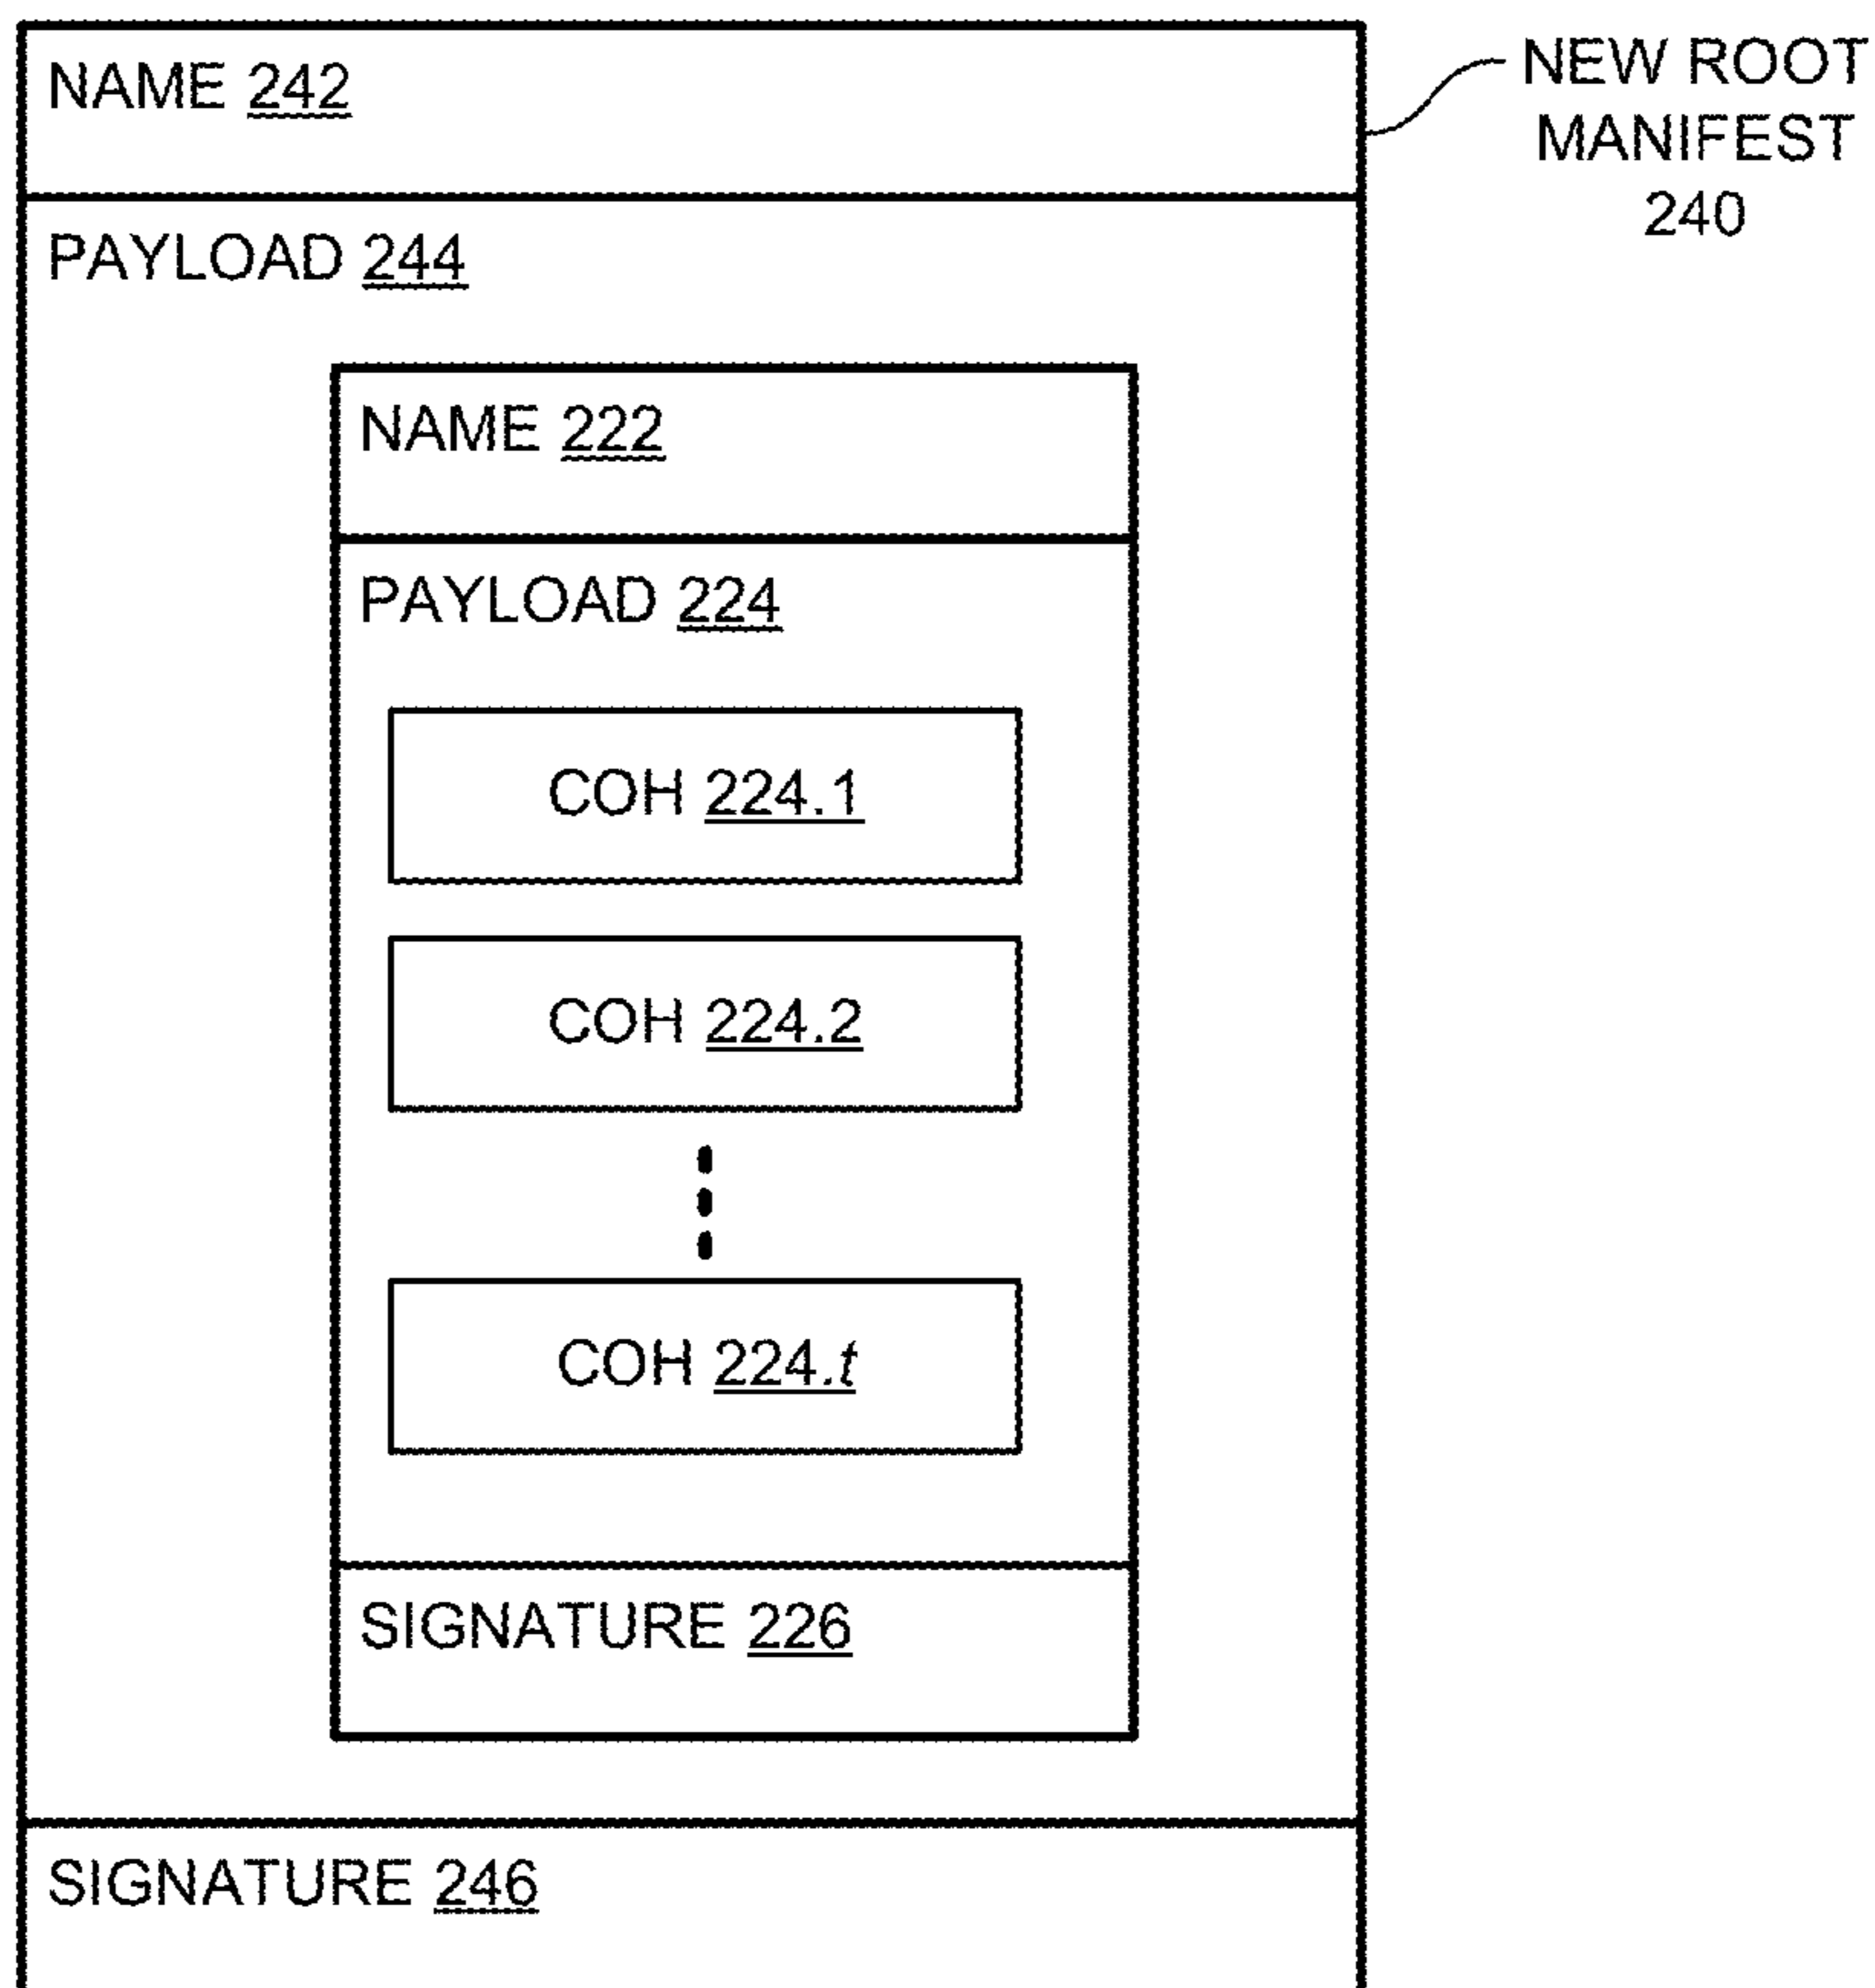 NAME 242
NEW ROOT
MANIFEST
240
PAYLOAD 244
NAME 222
PAYLOAD 224
COH 224.1
COH 224.2
COH 224.t
SIGNATURE 226
SIGNATURE 246